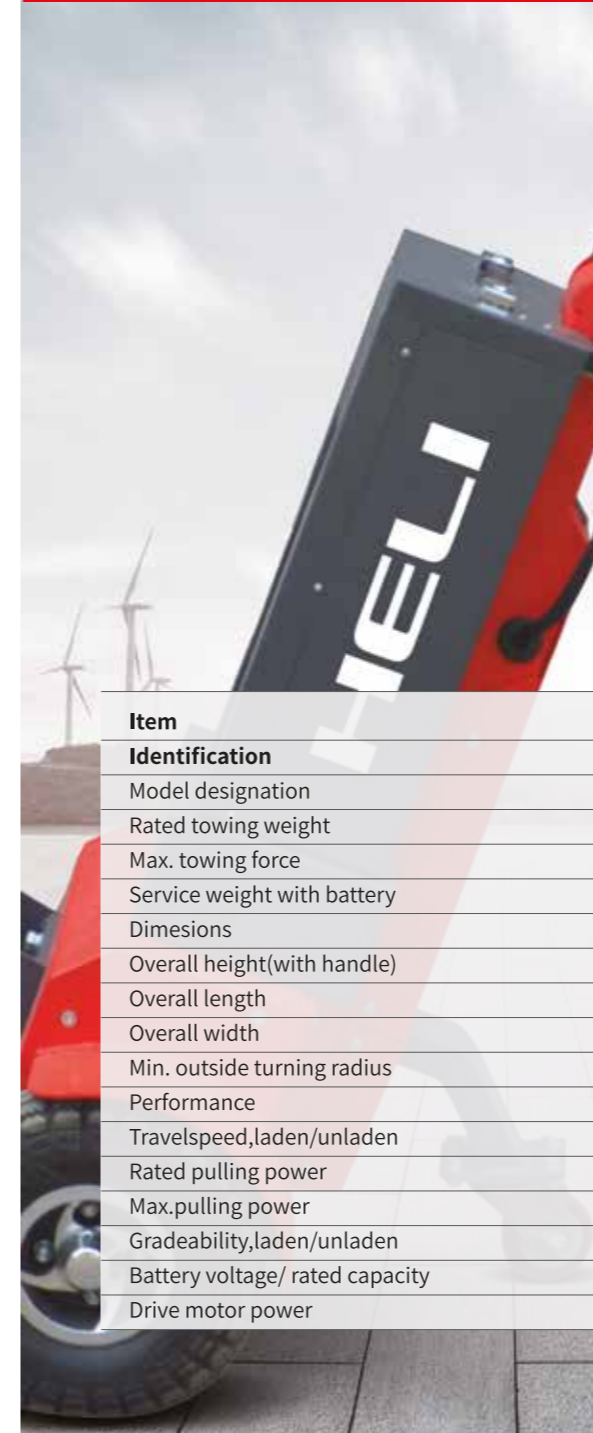 HELI
Item
Identification
Model designation
Rated towing weight
Max. towing force
Service weight with battery
Dimesions
Overall height(with handle)
Overall length
Overall width
Min. outside turning radius
Performance
Travelspeed,laden/unladen
Rated pulling power
Max.pulling power
Gradeability,laden/unladen
Battery voltage/ rated capacity
Drive motor power